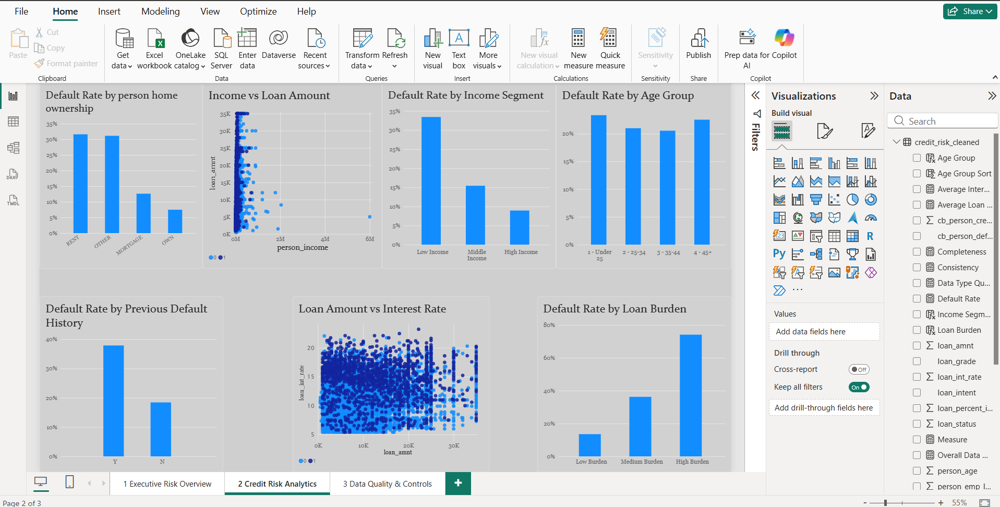 File Home Insert Modeling View Optimize Help Share
Paste
Cut
Copy
Format painter
Clipboard
Get
data
Excel
workbook
OneLake
catalog
SQL
Server
Enter
data
Dataverse
Recent
sources
Data
Transform
data
Refresh
Queries
New
visual
Text
box
More
visuals
Insert
New visual
calculation
New
measure
Quick
measure
Calculations
Sensitivity
Sensitivity
Publish
Share
Prep data for
AI
Copilot
Copilot
DAX
TMDL
Default Rate by person home
ownership
35%
30%
25%
20%
15%
10%
5%
0%
RENT OTHER MORTGAGE OWN
Income vs Loan Amount
loan_amnt
35K
30K
25K
20K
15K
10K
5K
0K
0M 2M 4M 6M
person_income
0 1
Default Rate by Income Segment
35%
30%
25%
20%
15%
10%
5%
0%
Low Income Middle
Income High Income
Default Rate by Age Group
20%
15%
10%
5%
0%
1 - Under
25 2 - 25-34 3 - 35-44 4 - 45+
Default Rate by Previous Default
History
40%
30%
20%
10%
0%
Y N
Loan Amount vs Interest Rate
loan_int_rate
20
15
10
5
0K 10K 20K 30K
loan_amnt
0 1
Default Rate by Loan Burden
80%
60%
40%
20%
0%
Low Burden Medium Burden High Burden
Filters
Visualizations
Build visual
123
R
Py
Values
Add data fields here
Drill through
Cross-report Off
Keep all filters On
Add drill-through fields here
Data
Search
credit_risk_cleaned
Age Group
Age Group Sort
Average Inter...
Average Loan ...
cb_person_cre...
cb_person_def...
Completeness
Consistency
Data Type Qu...
Default Rate
Income Segm...
Loan Burden
loan_amnt
loan_grade
loan_int_rate
loan_intent
loan_percent_i...
loan_status
Measure
Overall Data ...
person_age
person_emp_l...
1 Executive Risk Overview 2 Credit Risk Analytics 3 Data Quality & Controls +
Page 2 of 3
- + 55%